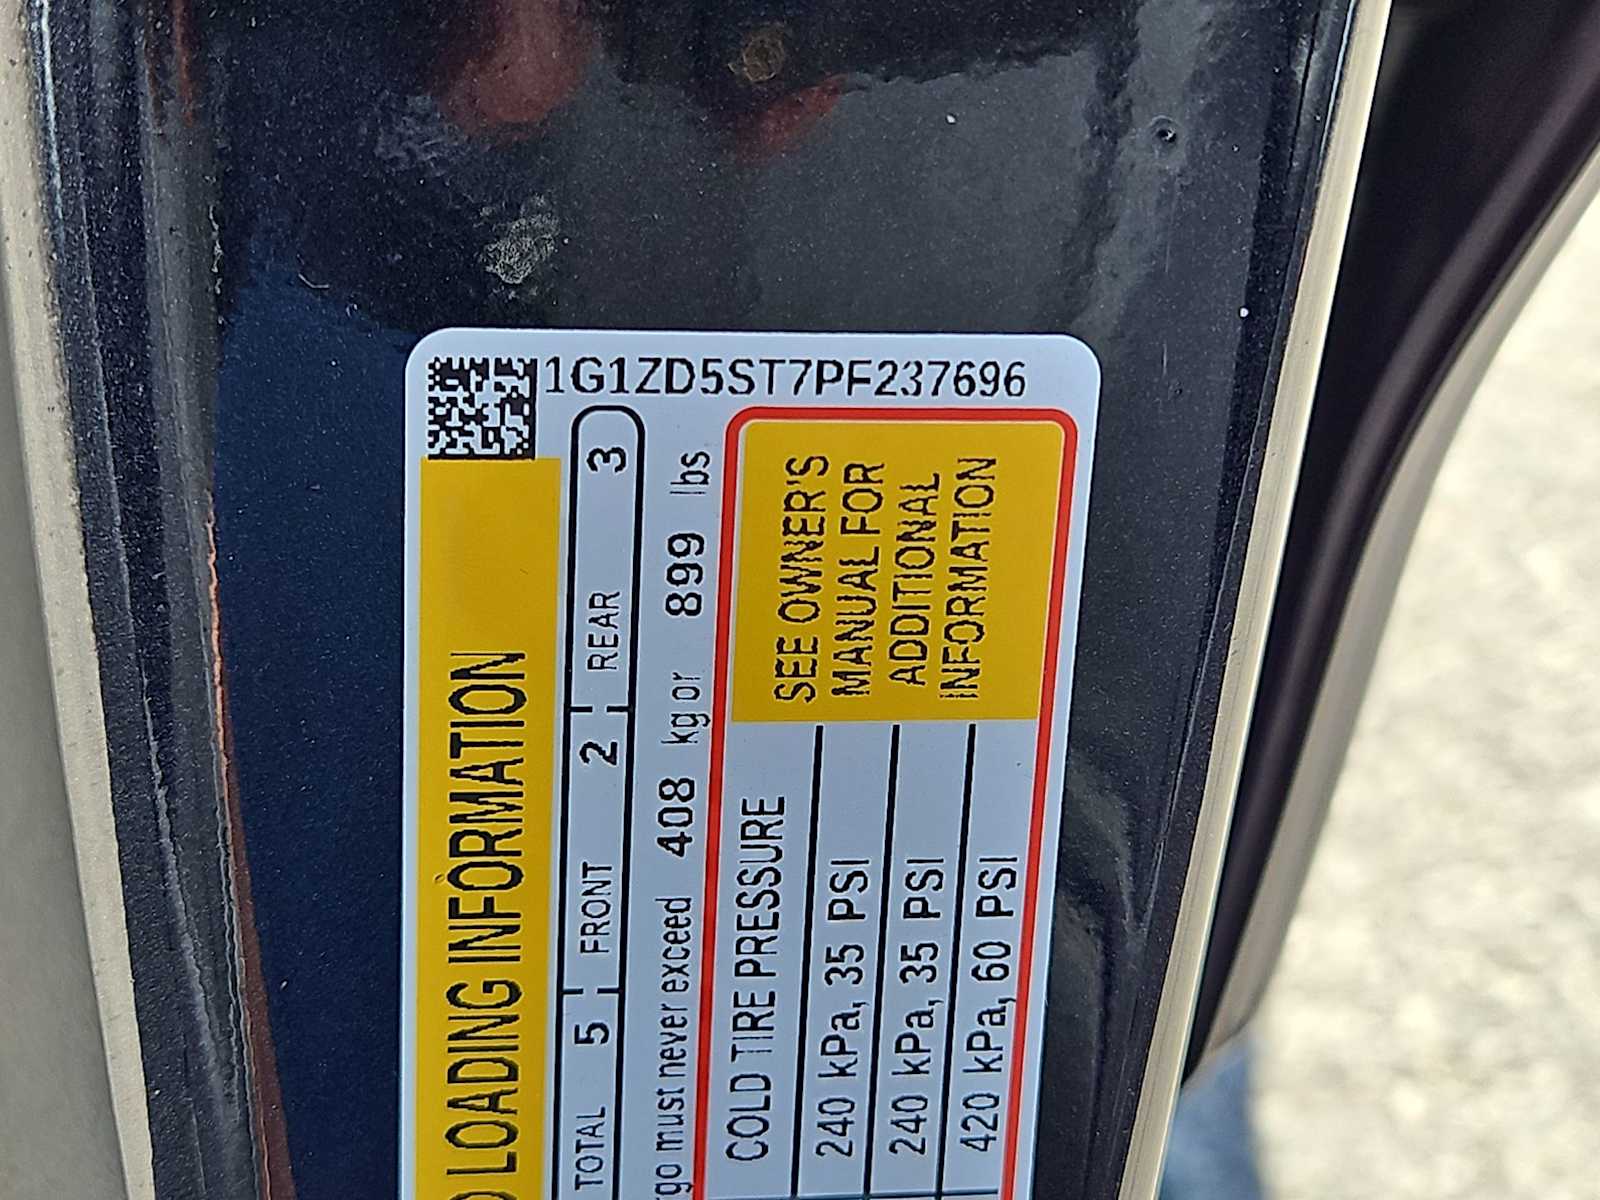 1G1ZD5ST7PF237696
LOADING INFORMATION
TOTAL 5 FRONT 2 REAR 3
must never exceed 408 kg or 899 lbs
COLD TIRE PRESSURE
240 kPa, 35 PSI
240 kPa, 35 PSI
420 kPa, 60 PSI
SEE OWNER'S
MANUAL FOR
ADDITIONAL
INFORMATION